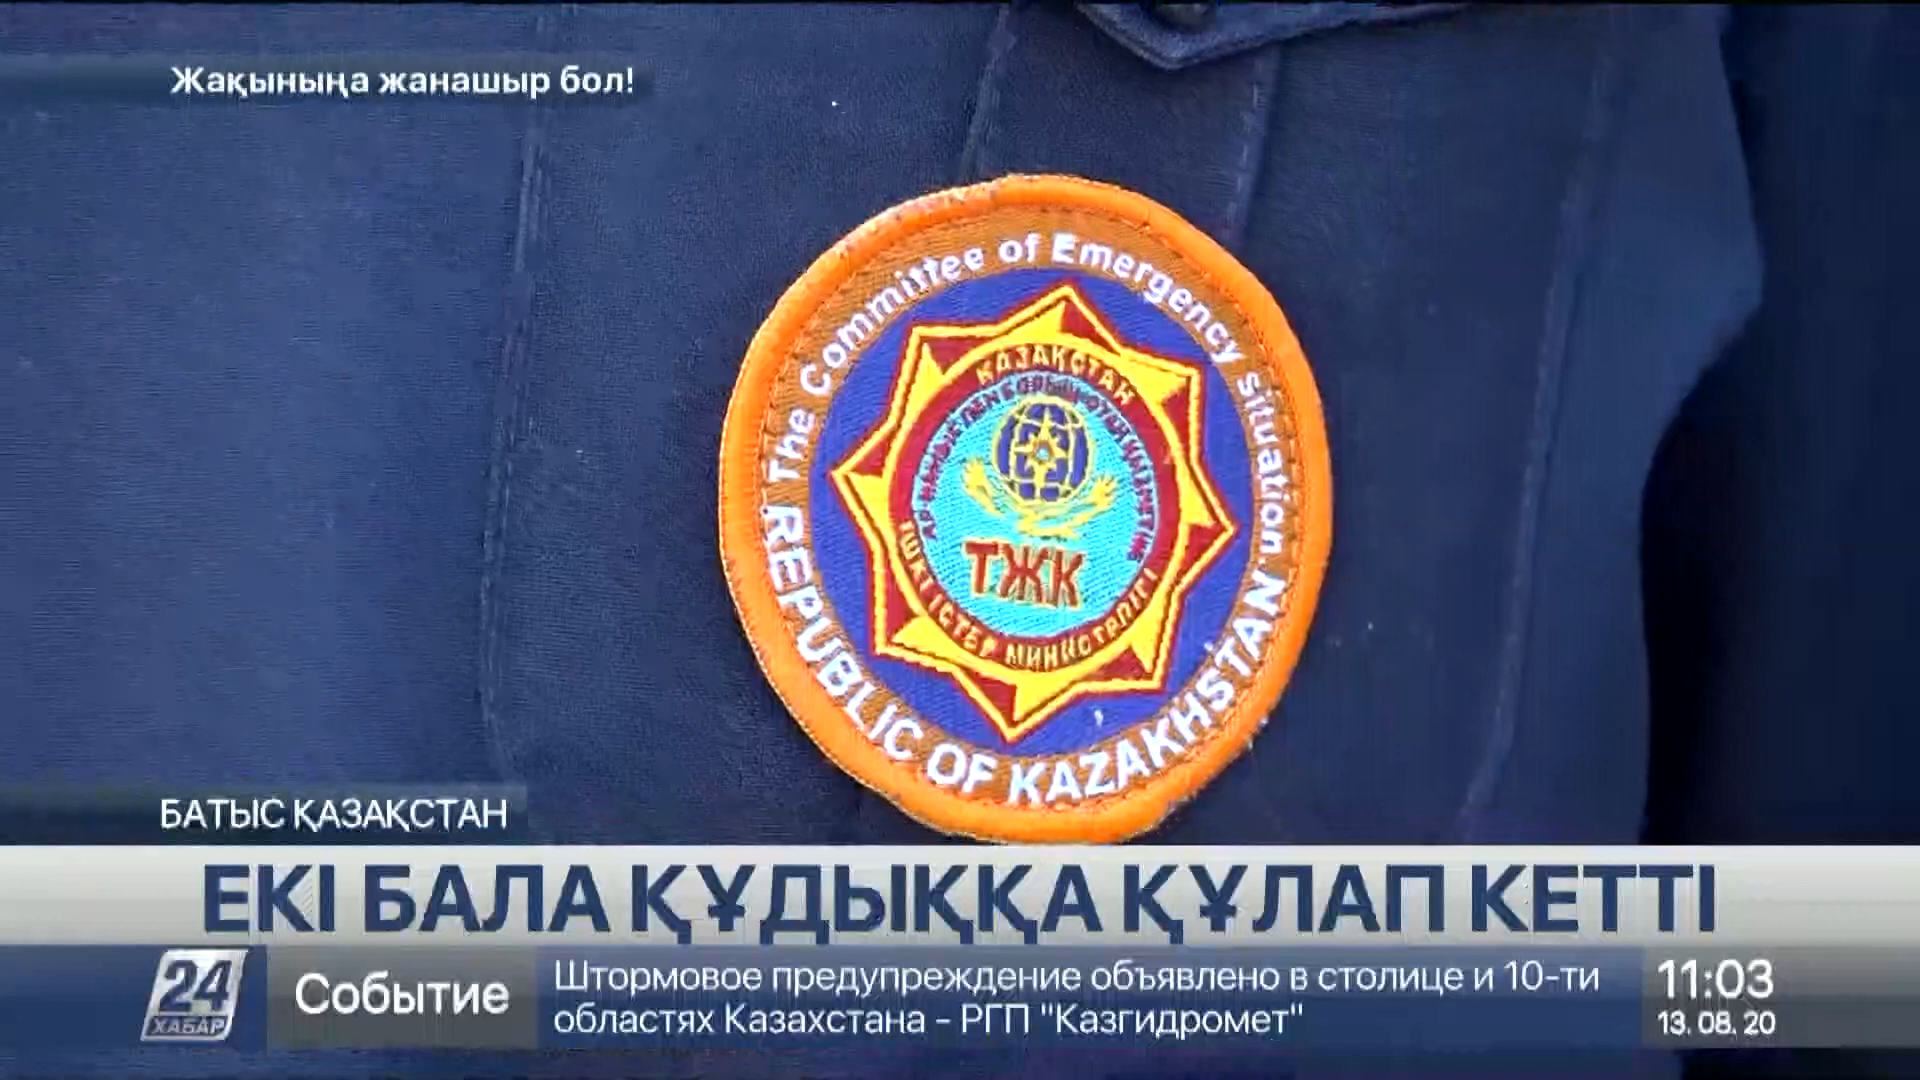 Жақыныңа жанашыр бол!
The Committee of Emergency situation
REPUBLIC OF KAZAKHSTAN
ҚАЗАҚСТАН
ТЖК
ІШКІ ІСТЕР МИНИСТРЛІГІ
БАТЫС ҚАЗАҚСТАН
ЕКІ БАЛА ҚҰДЫҚҚА ҚҰЛАП КЕТТІ
24
ХАБАР
Событие
Штормовое предупреждение объявлено в столице и 10-ти
областях Казахстана - РГП "Казгидромет"
11:03
13. 08. 20